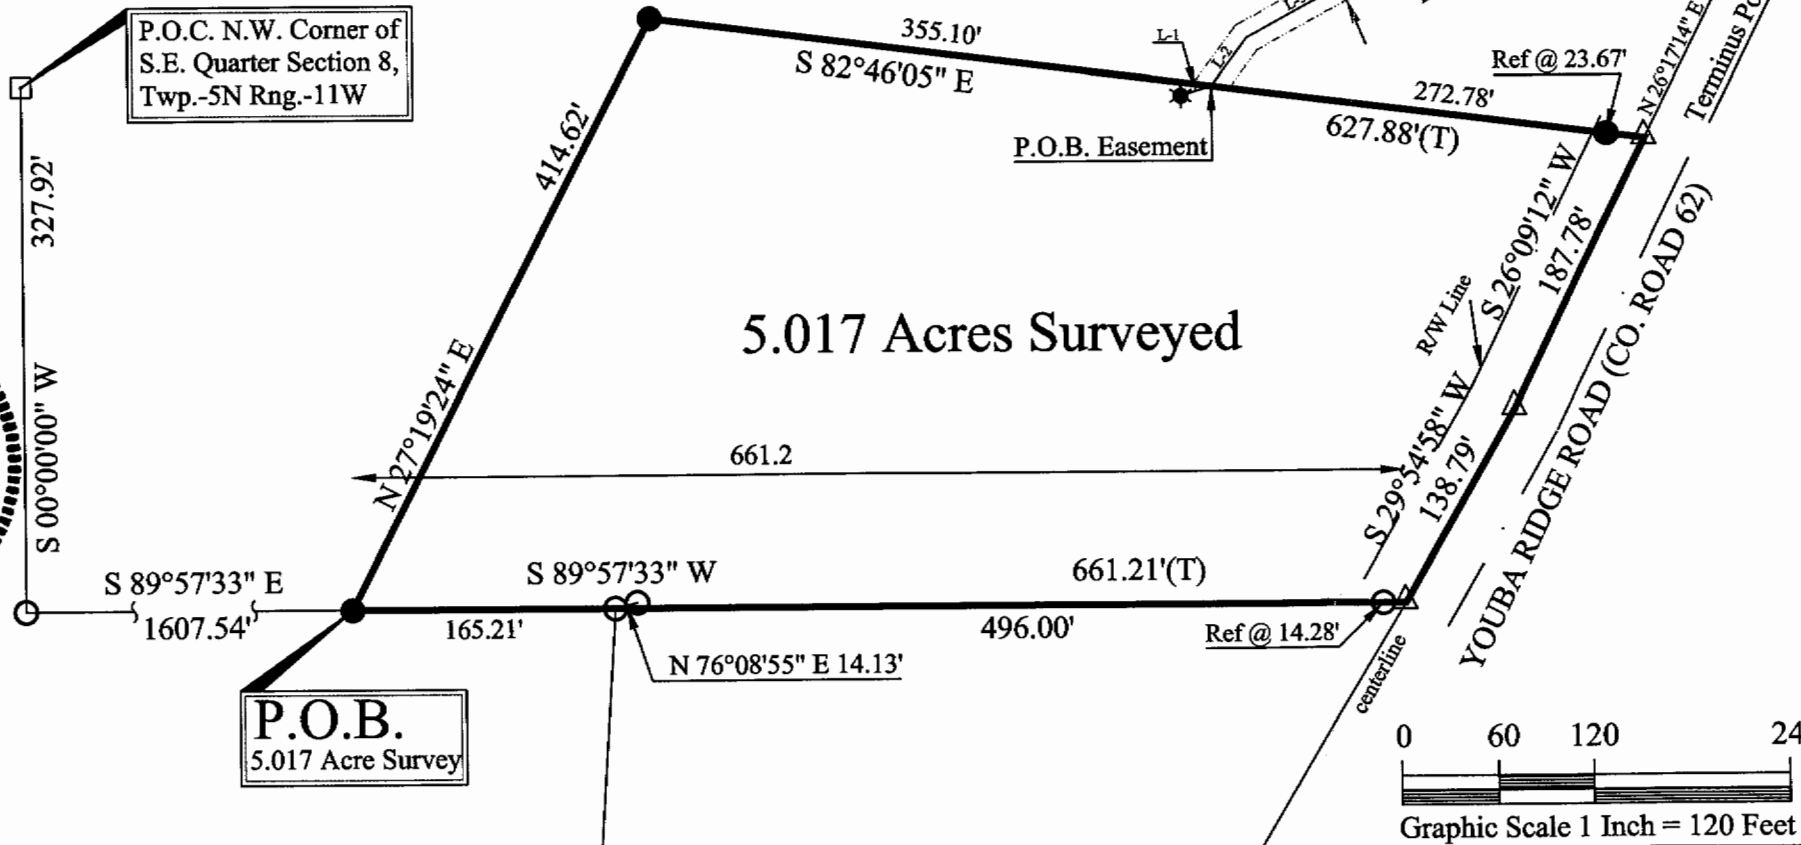 P.O.C. N.W. Corner of
S.E. Quarter Section 8,
Twp.-5N Rng.-11W
327.92'
S 00°00'00" W
S 89°57'33" E
1607.54'
P.O.B.
5.017 Acre Survey
N 27°19'24" E
414.62'
355.10'
S 82°46'05" E
L-1
L-2
P.O.B. Easement
272.78'
627.88'(T)
Ref @ 23.67'
N 26°17'14" E
Terminus
S 26°09'12" W
187.78'
R/W Line
S 29°54'58" W
138.79'
YOUBA RIDGE ROAD (CO. ROAD 62)
5.017 Acres Surveyed
661.2
S 89°57'33" W
661.21'(T)
165.21'
496.00'
N 76°08'55" E 14.13'
Ref @ 14.28'
centerline
0 60 120 24
Graphic Scale 1 Inch = 120 Feet